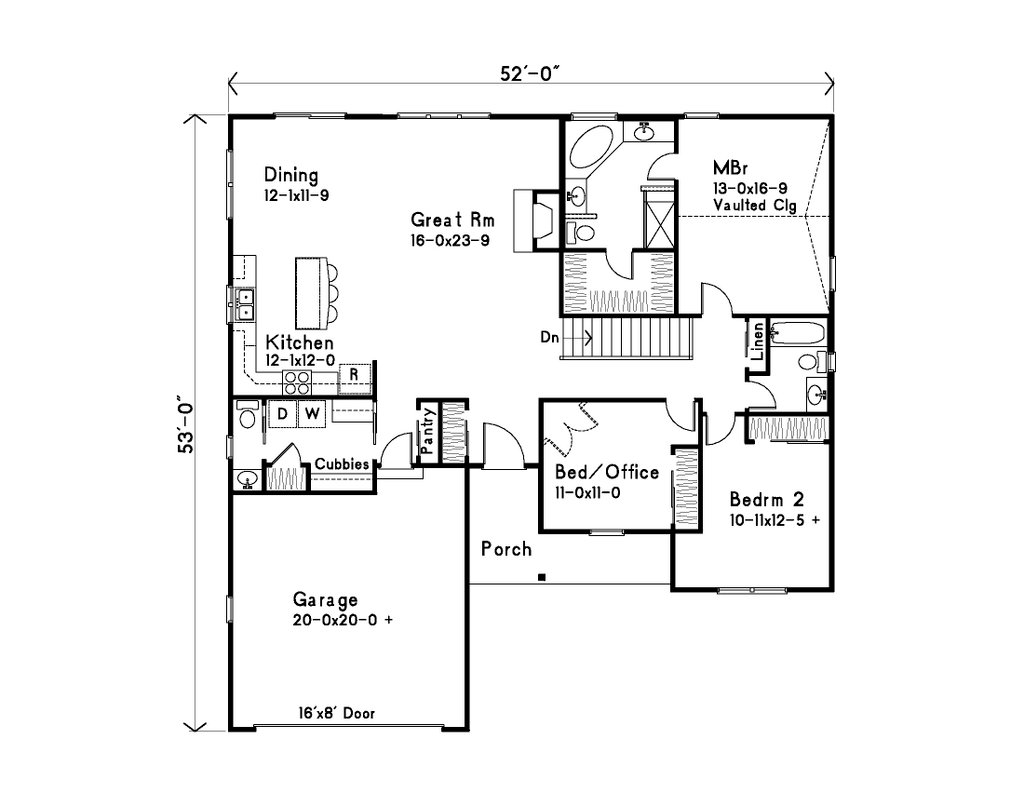 52'-0"
53'-0"
Dining
12-1x11-9
Great Rm
16-0x23-9
MBr
13-0x16-9
Vaulted Clg
Kitchen
12-1x12-0
R
Dn
Linen
D
W
Pantry
Cubbies
Bed/Office
11-0x11-0
Bedrm 2
10-11x12-5 +
Porch
Garage
20-0x20-0 +
16'x8' Door